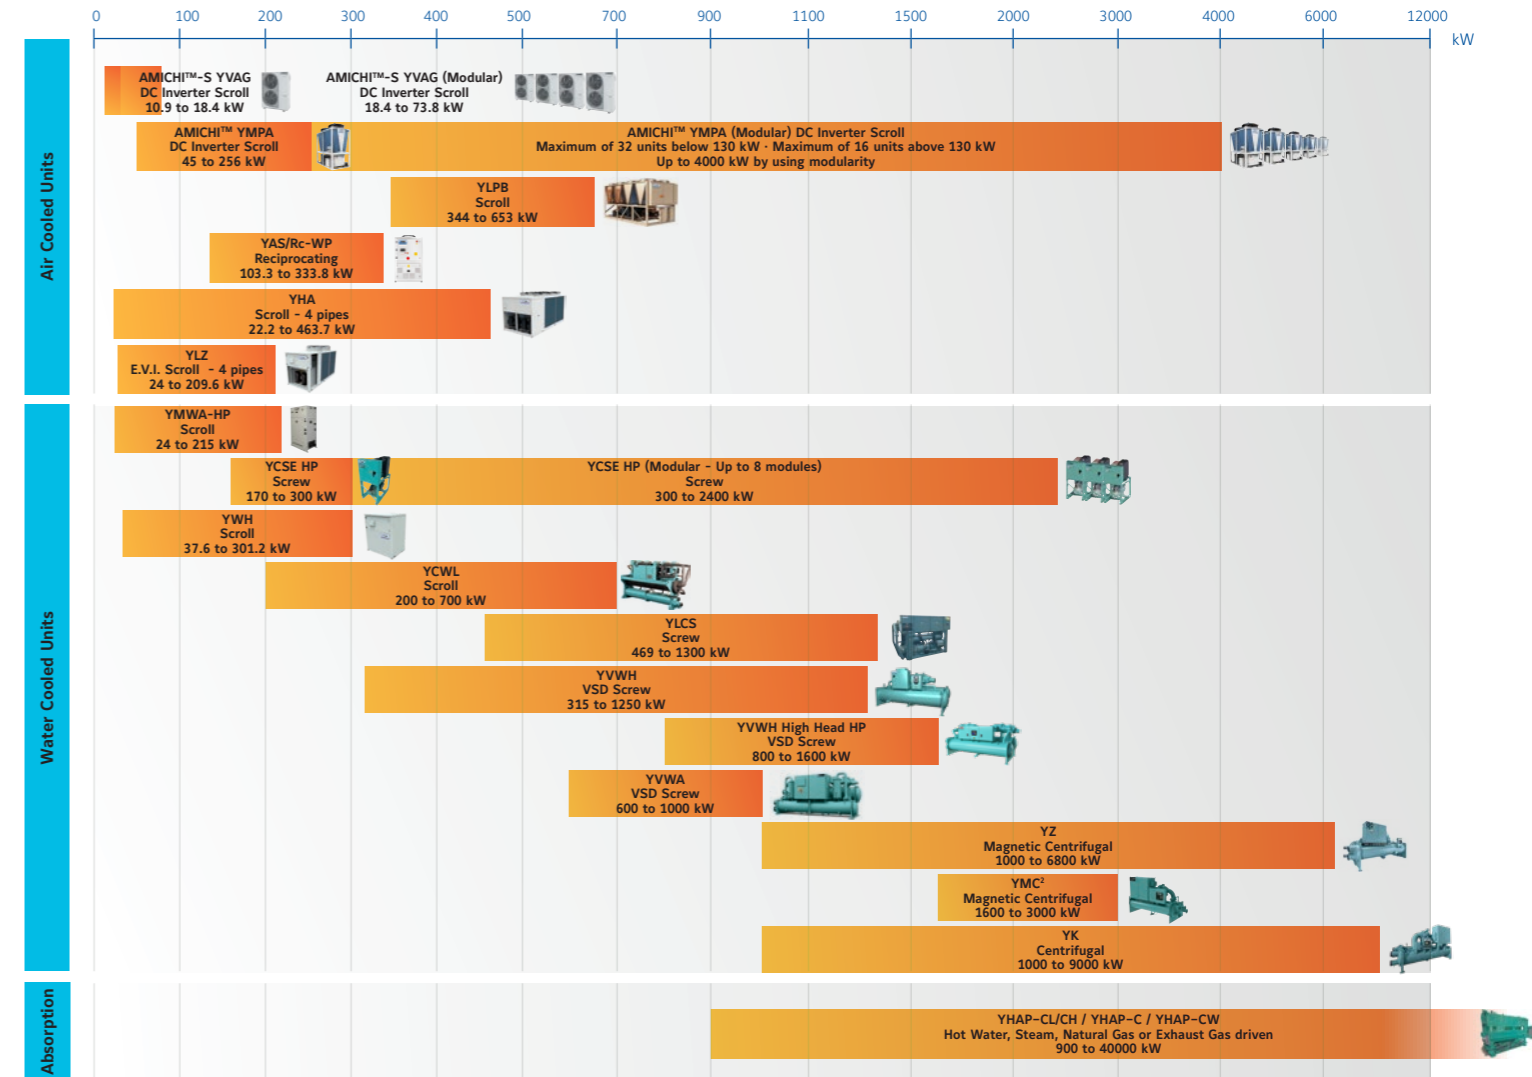 0 100 200 300 400 500 700 900 1100 1500 2000 3000 4000 6000 12000
kW
Air Cooled Units
AMICHI™-S YVAG
DC Inverter Scroll
10.9 to 18.4 kW
AMICHI™-S YVAG (Modular)
DC Inverter Scroll
18.4 to 73.8 kW
AMICHI™ YMPA
DC Inverter Scroll
45 to 256 kW
AMICHI™ YMPA (Modular) DC Inverter Scroll
Maximum of 32 units below 130 kW · Maximum of 16 units above 130 kW
Up to 4000 kW by using modularity
YLPB
Scroll
344 to 653 kW
YAS/Rc-WP
Reciprocating
103.3 to 333.8 kW
YHA
Scroll - 4 pipes
22.2 to 463.7 kW
YLZ
E.V.I. Scroll - 4 pipes
24 to 209.6 kW
Water Cooled Units
YMWA-HP
Scroll
24 to 215 kW
YCSE HP
Screw
170 to 300 kW
YCSE HP (Modular - Up to 8 modules)
Screw
300 to 2400 kW
YWH
Scroll
37.6 to 301.2 kW
YCWL
Scroll
200 to 700 kW
YLCS
Screw
469 to 1300 kW
YVWH
VSD Screw
315 to 1250 kW
YVWH High Head HP
VSD Screw
800 to 1600 kW
YVWA
VSD Screw
600 to 1000 kW
YZ
Magnetic Centrifugal
1000 to 6800 kW
YMC²
Magnetic Centrifugal
1600 to 3000 kW
YK
Centrifugal
1000 to 9000 kW
Absorption
YHAP-CL/CH / YHAP-C / YHAP-CW
Hot Water, Steam, Natural Gas or Exhaust Gas driven
900 to 40000 kW